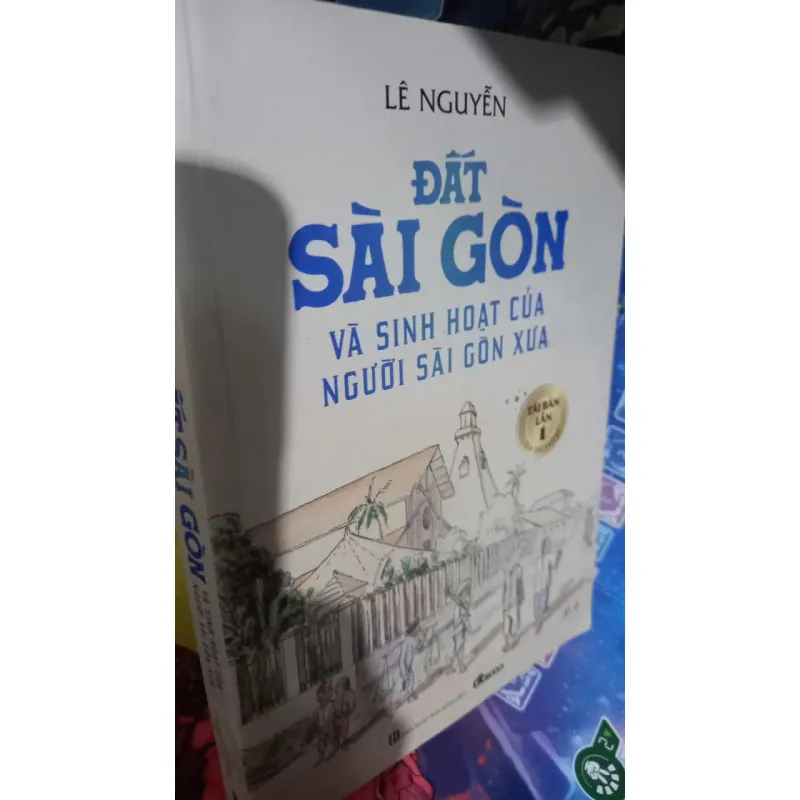 LÊ NGUYỄN
ĐẤT
SÀI GÒN
VÀ SINH HOẠT CỦA
NGƯỜI SÀI GÒN XƯA
TÁI BẢN
LẦN
1
ĐẤT SÀI GÒN